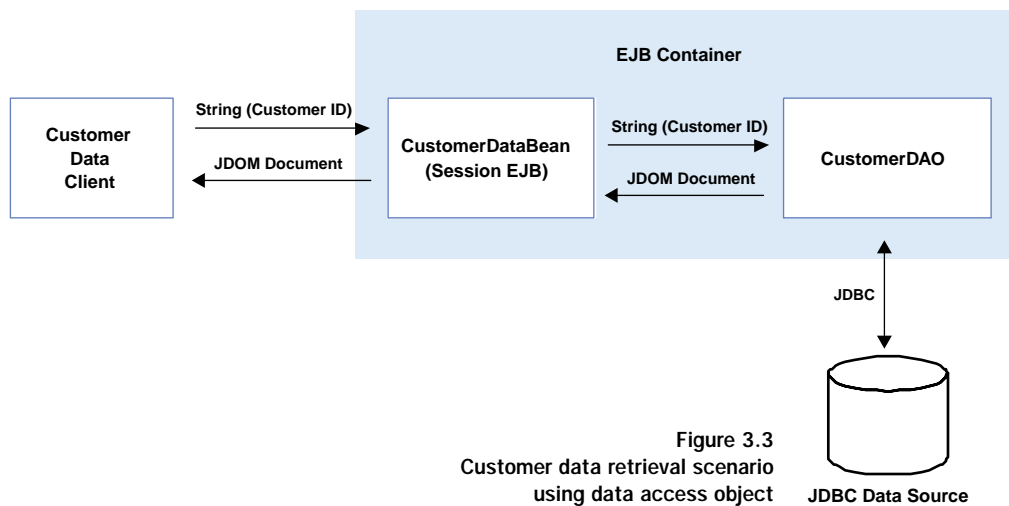 EJB Container
Customer
Data
Client
String (Customer ID)
JDOM Document
CustomerDataBean
(Session EJB)
String (Customer ID)
JDOM Document
CustomerDAO
JDBC
Figure 3.3
Customer data retrieval scenario
using data access object
JDBC Data Source